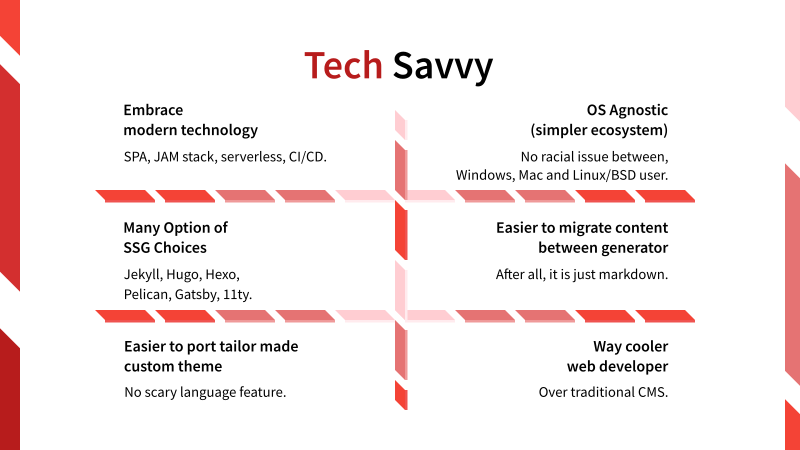 Tech Savvy
Embrace
modern technology
SPA, JAM stack, serverless, CI/CD.
OS Agnostic
(simpler ecosystem)
No racial issue between,
Windows, Mac and Linux/BSD user.
Many Option of
SSG Choices
Jekyll, Hugo, Hexo,
Pelican, Gatsby, 11ty.
Easier to migrate content
between generator
After all, it is just markdown.
Easier to port tailor made
custom theme
No scary language feature.
Way cooler
web developer
Over traditional CMS.